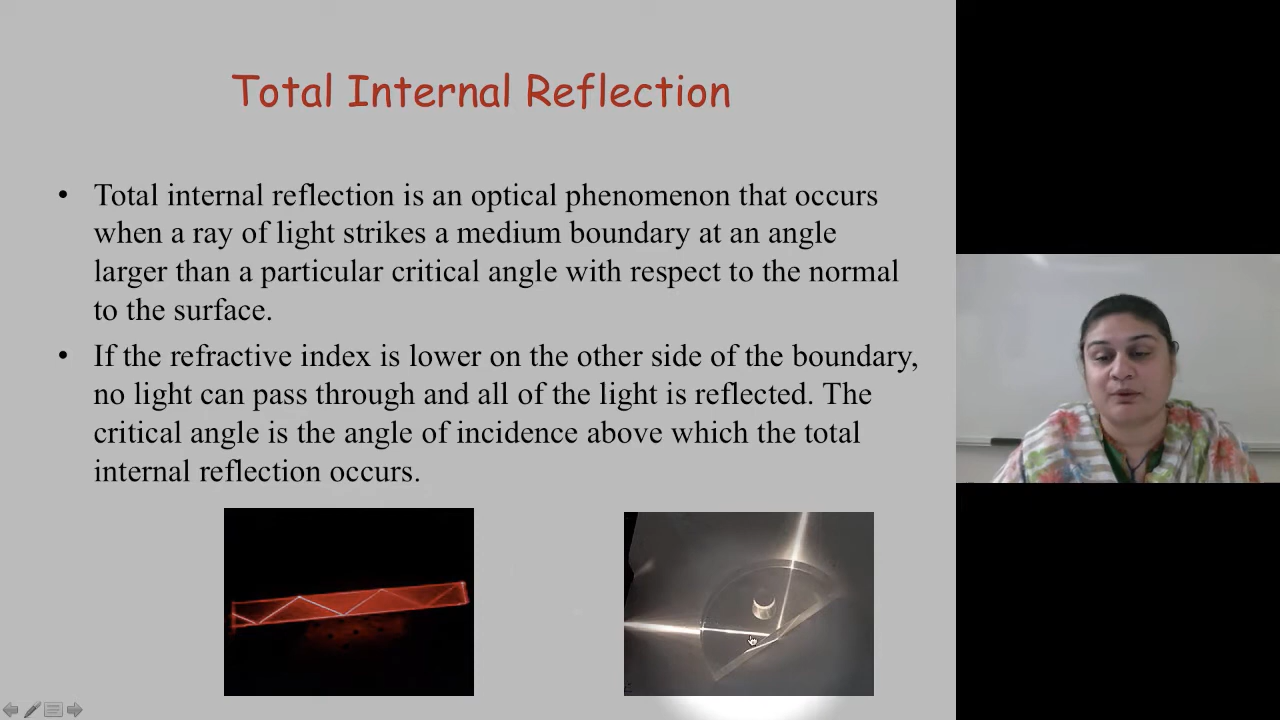 Total Internal Reflection
• Total internal reflection is an optical phenomenon that occurs
when a ray of light strikes a medium boundary at an angle
larger than a particular critical angle with respect to the normal
to the surface.
• If the refractive index is lower on the other side of the boundary,
no light can pass through and all of the light is reflected. The
critical angle is the angle of incidence above which the total
internal reflection occurs.